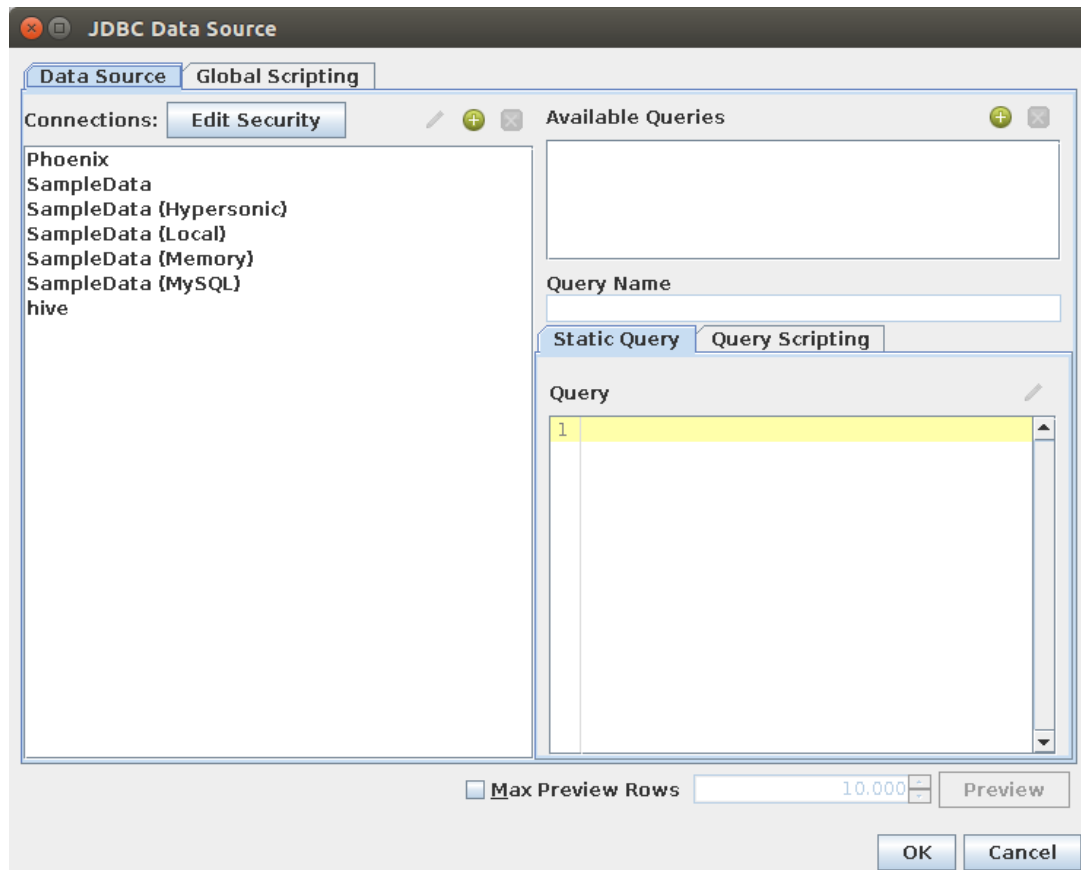 JDBC Data Source
Data Source
Global Scripting
Connections:
Edit Security
Phoenix
SampleData
SampleData (Hypersonic)
SampleData (Local)
SampleData (Memory)
SampleData (MySQL)
hive
Available Queries
Query Name
Static Query
Query Scripting
Query
1
Max Preview Rows
10.000
Preview
OK
Cancel